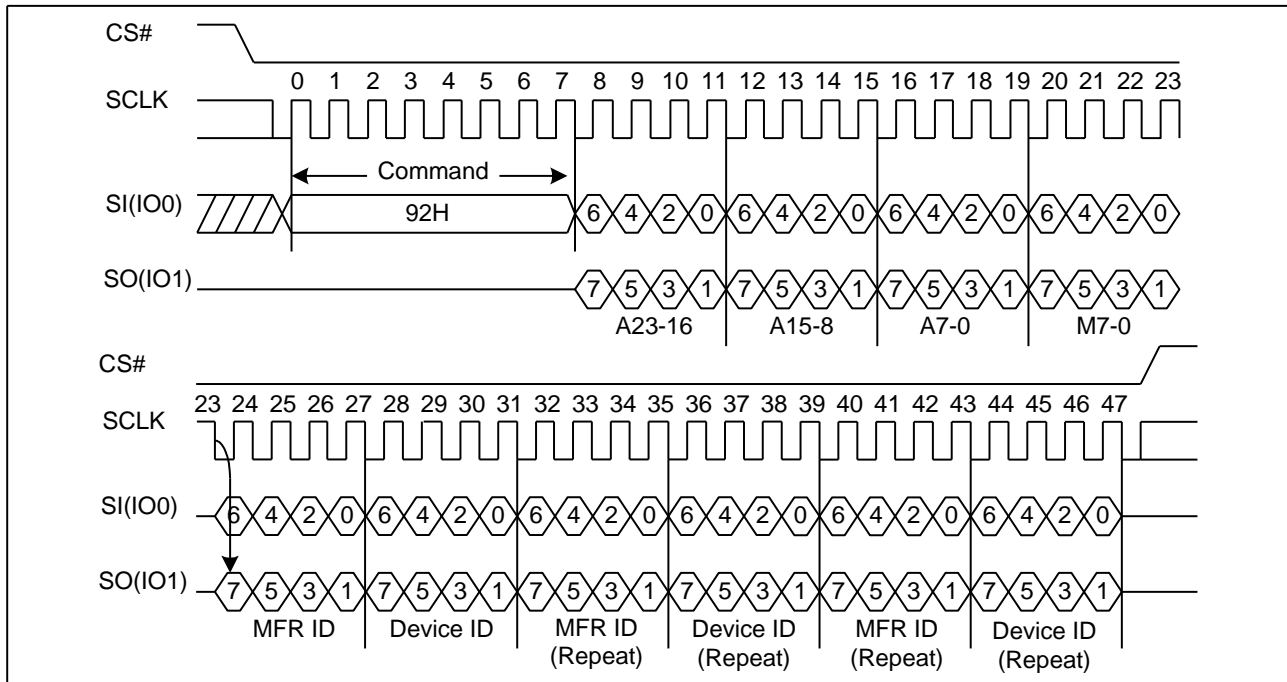 CS#
0 1 2 3 4 5 6 7 8 9 10 11 12 13 14 15 16 17 18 19 20 21 22 23
SCLK
Command
SI(IO0) 92H 6 4 2 0 6 4 2 0 6 4 2 0 6 4 2 0
SO(IO1) 7 5 3 1 7 5 3 1 7 5 3 1 7 5 3 1
A23-16 A15-8 A7-0 M7-0
CS#
23 24 25 26 27 28 29 30 31 32 33 34 35 36 37 38 39 40 41 42 43 44 45 46 47
SCLK
SI(IO0) 6 4 2 0 6 4 2 0 6 4 2 0 6 4 2 0 6 4 2 0 6 4 2 0
SO(IO1) 7 5 3 1 7 5 3 1 7 5 3 1 7 5 3 1 7 5 3 1 7 5 3 1
MFR ID Device ID MFR ID Device ID MFR ID Device ID
(Repeat) (Repeat) (Repeat) (Repeat)